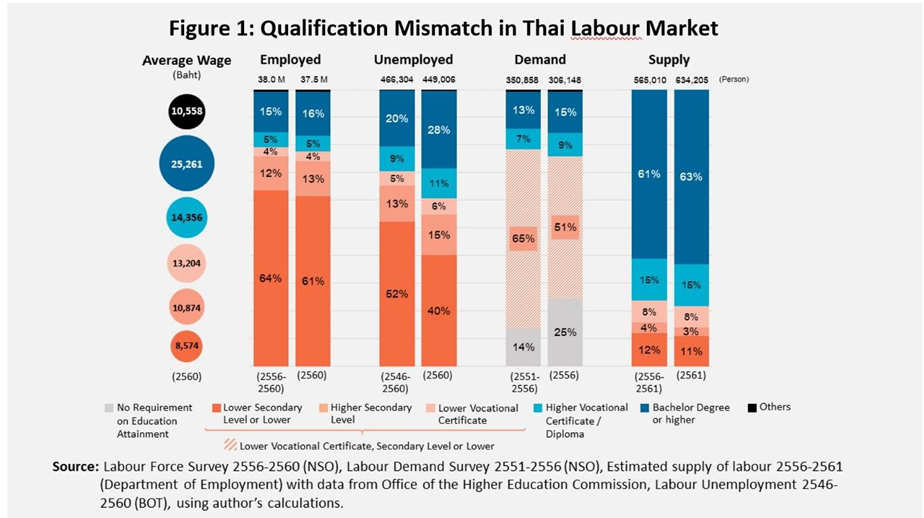 Figure 1: Qualification Mismatch in Thai Labour Market
Average Wage
(Baht)
Employed
Unemployed
Demand
Supply
38.0 M
37.5 M
466,304
449,006
350,858
306,148
565,010
634,205
(Person)
10,558
25,261
14,356
13,204
10,874
8,574
(2560)
15%
5%
4%
12%
64%
(2556-
2560)
16%
5%
4%
13%
61%
(2560)
20%
9%
5%
13%
52%
(2546-
2560)
28%
11%
6%
15%
40%
(2560)
13%
7%
65%
14%
(2551-
2556)
15%
9%
51%
25%
(2556)
61%
15%
8%
4%
12%
(2556-
2561)
63%
15%
8%
3%
11%
(2561)
No Requirement
on Education
Attainment
Lower Secondary
Level or Lower
Higher Secondary
Level
Lower Vocational
Certificate
Higher Vocational
Certificate /
Diploma
Bachelor Degree
or higher
Others
Lower Vocational Certificate, Secondary Level or Lower
Source: Labour Force Survey 2556-2560 (NSO), Labour Demand Survey 2551-2556 (NSO), Estimated supply of labour 2556-2561
(Department of Employment) with data from Office of the Higher Education Commission, Labour Unemployment 2546-
2560 (BOT), using author's calculations.